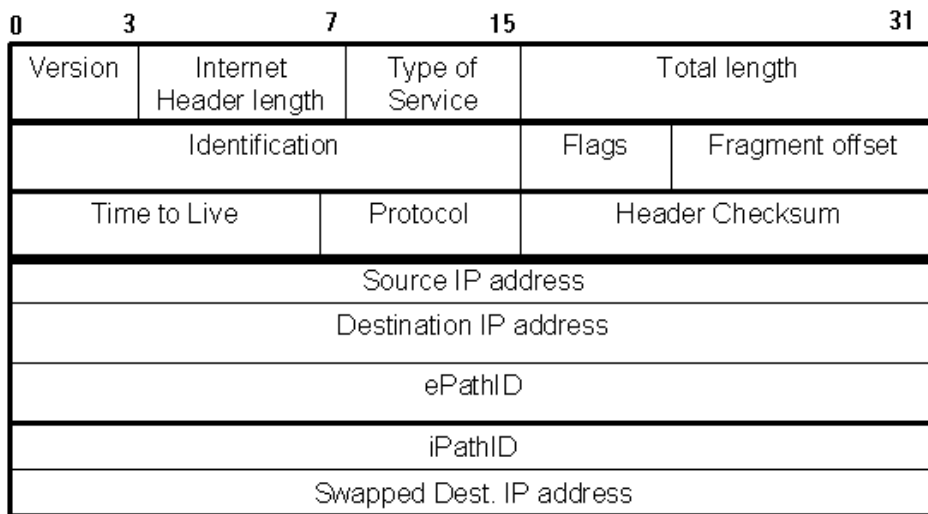 0 3 7 15 31
Version Internet Header length Type of Service Total length
Identification Flags Fragment offset
Time to Live Protocol Header Checksum
Source IP address
Destination IP address
ePathID
iPathID
Swapped Dest. IP address